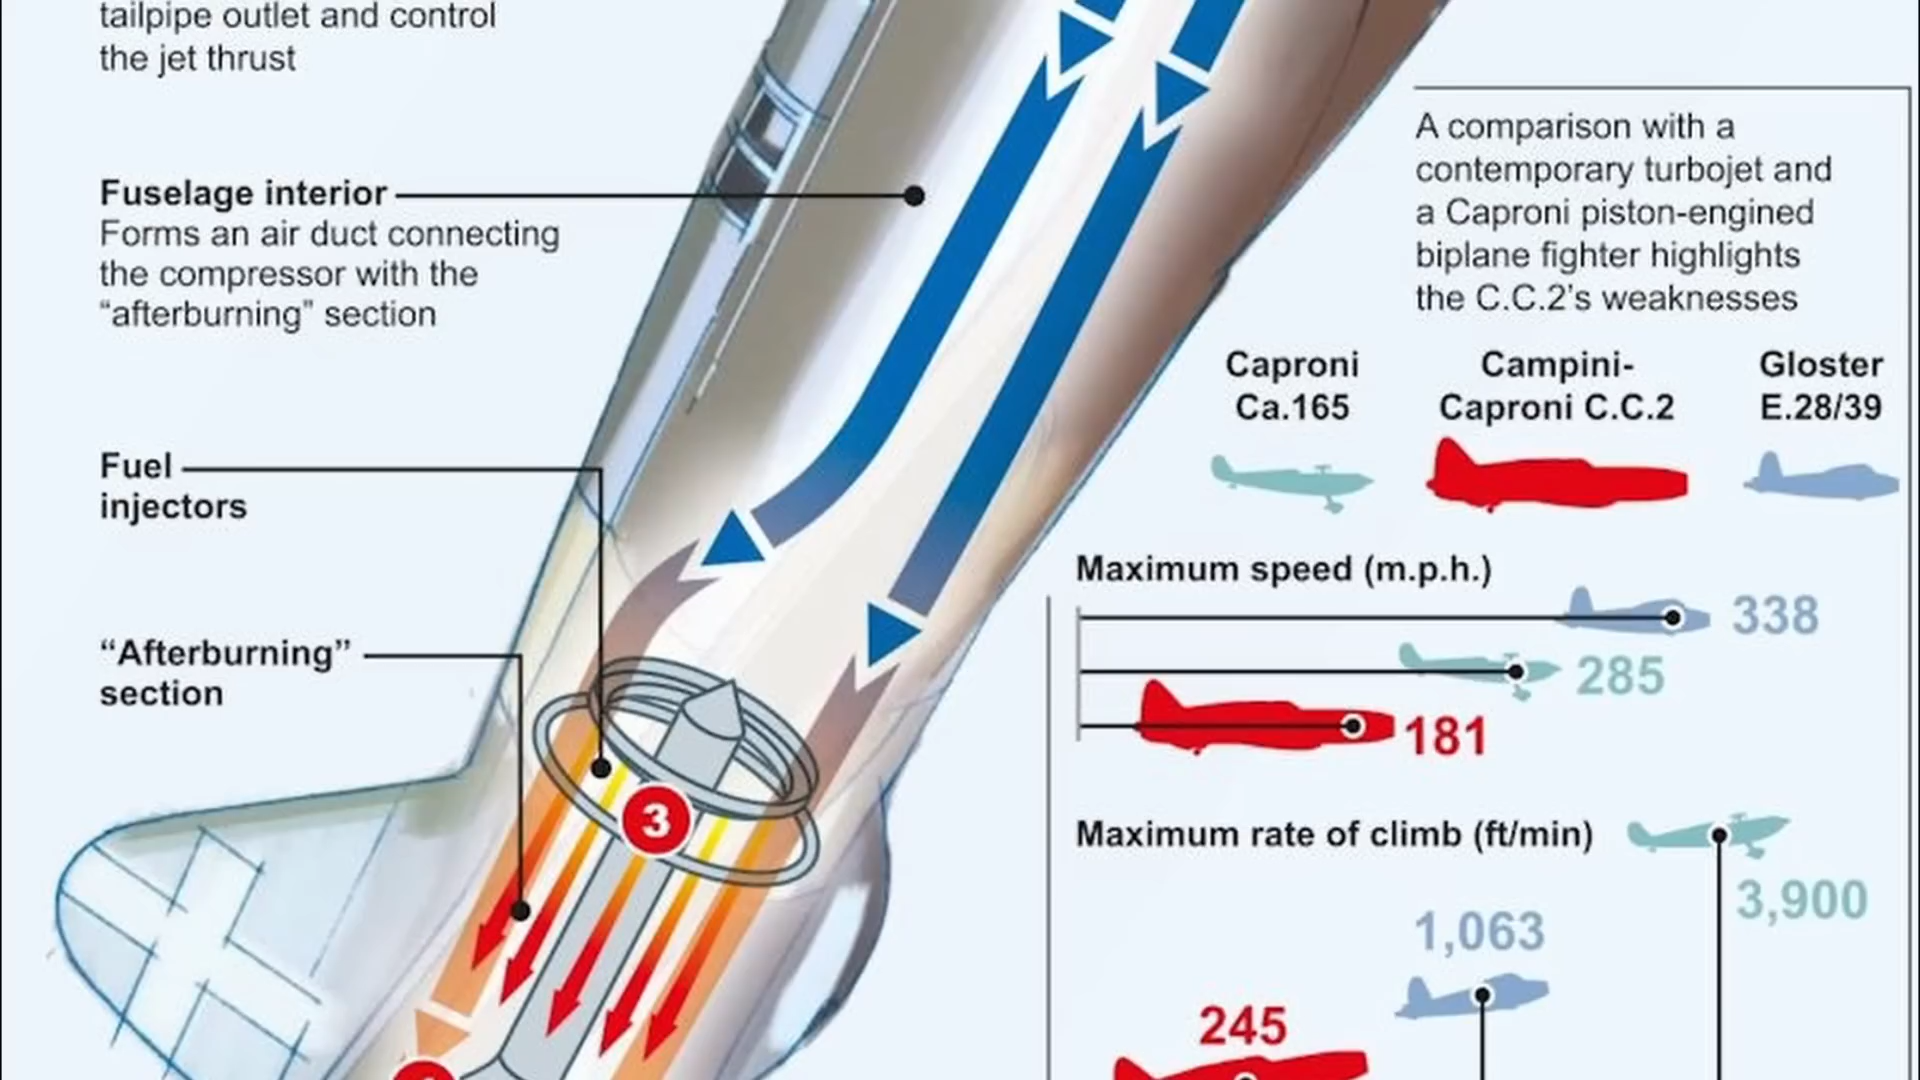 tailpipe outlet and control
the jet thrust
Fuselage interior
Forms an air duct connecting
the compressor with the
“afterburning” section
Fuel
injectors
“Afterburning”
section
3
A comparison with a
contemporary turbojet and
a Caproni piston-engined
biplane fighter highlights
the C.C.2’s weaknesses
Caproni
Ca.165
Campini-
Caproni C.C.2
Gloster
E.28/39
Maximum speed (m.p.h.)
338
285
181
Maximum rate of climb (ft/min)
3,900
1,063
245